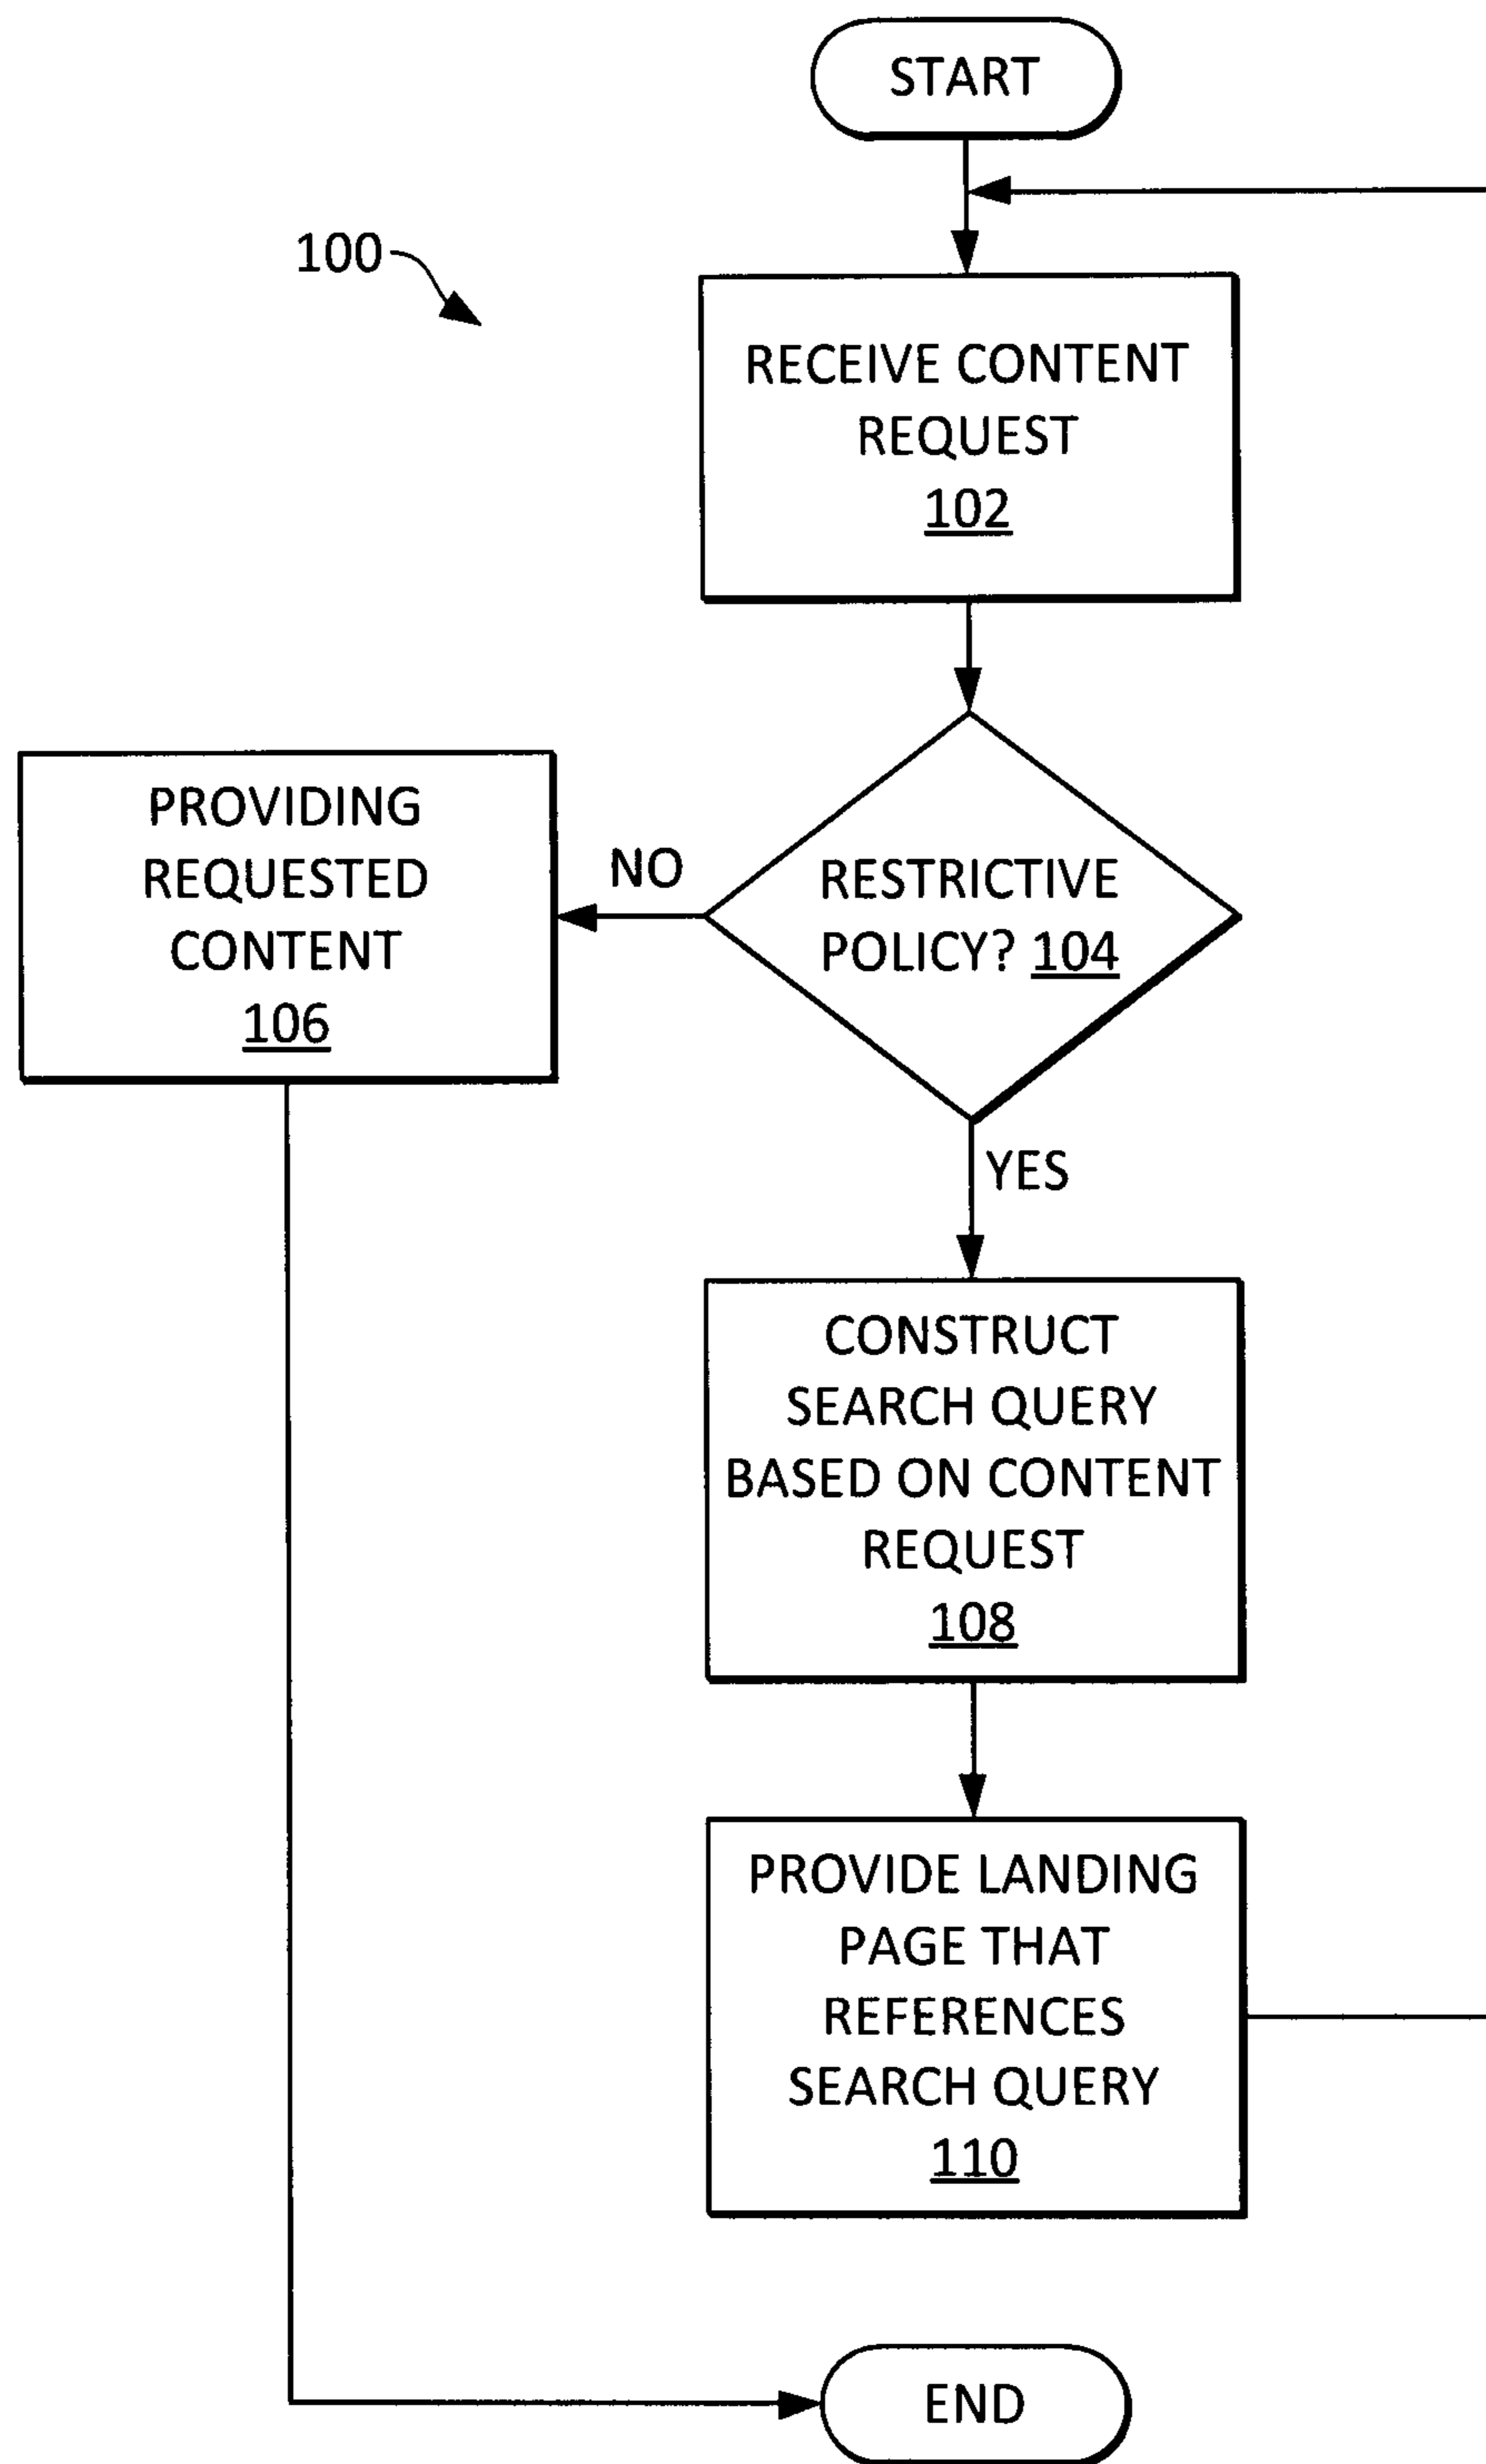 START
100
RECEIVE CONTENT
REQUEST
102
PROVIDING
REQUESTED
CONTENT
106
NO
RESTRICTIVE
POLICY? 104
YES
CONSTRUCT
SEARCH QUERY
BASED ON CONTENT
REQUEST
108
PROVIDE LANDING
PAGE THAT
REFERENCES
SEARCH QUERY
110
END